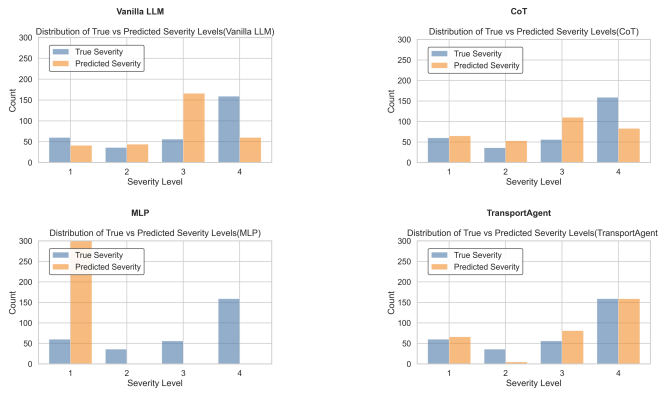 Vanilla LLM
Distribution of True vs Predicted Severity Levels(Vanilla LLM)
300
250
200
150
100
50
0
Count
True Severity
Predicted Severity
1 2 3 4
Severity Level
CoT
Distribution of True vs Predicted Severity Levels(CoT)
300
250
200
150
100
50
0
Count
True Severity
Predicted Severity
1 2 3 4
Severity Level
MLP
Distribution of True vs Predicted Severity Levels(MLP)
300
250
200
150
100
50
0
Count
True Severity
Predicted Severity
1 2 3 4
Severity Level
TransportAgent
Distribution of True vs Predicted Severity Levels(TransportAgent
300
250
200
150
100
50
0
Count
True Severity
Predicted Severity
1 2 3 4
Severity Level